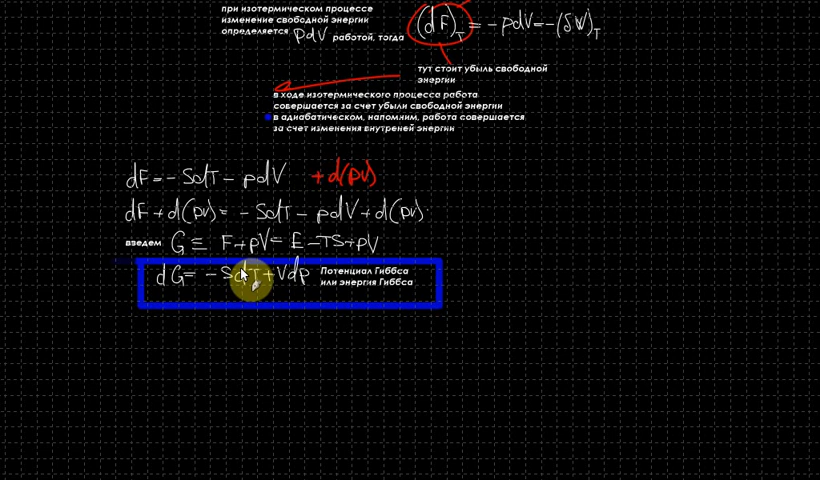 при изотермическом процессе
изменение свободной энергии
определяется pdV работой, тогда
(dF)_T = -pdV = -(δW)_T
тут стоит убыль свободной
энергии
в ходе изотермического процесса работа
совершается за счет убыли свободной энергии
в адиабатическом, напомним, работа совершается
за счет изменения внутреней энергии
dF = - SdT - pdV + d(pV)
dF + d(pV) = - SdT - pdV + d(pV)
введем G ≡ F + pV = E - TS + pV
dG = - SdT + Vdp
Потенциал Гиббса
или энергия Гиббса